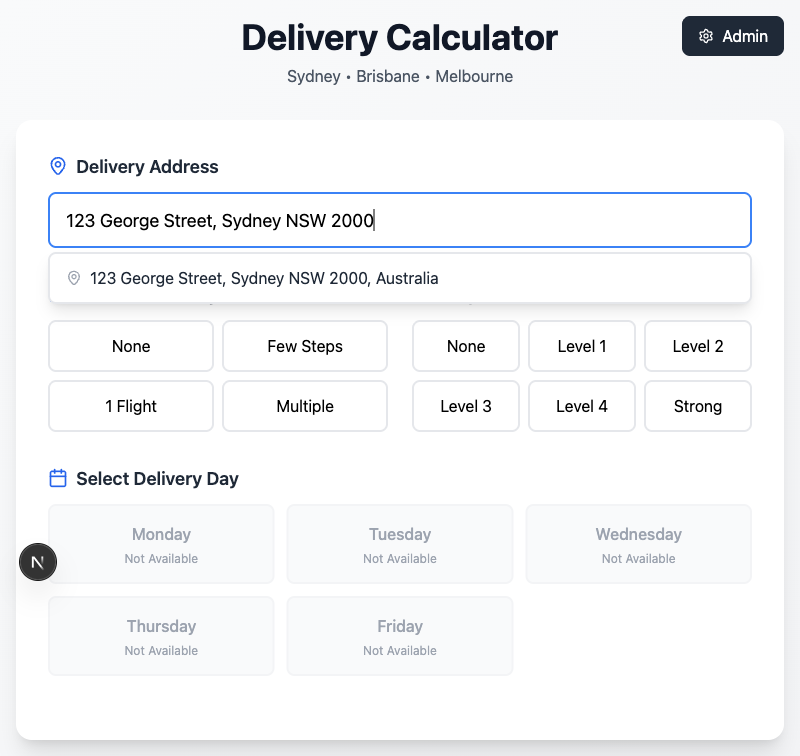 Delivery Calculator
Admin
Sydney • Brisbane • Melbourne
Delivery Address
123 George Street, Sydney NSW 2000
123 George Street, Sydney NSW 2000, Australia
None Few Steps None Level 1 Level 2
1 Flight Multiple Level 3 Level 4 Strong
Select Delivery Day
Monday Tuesday Wednesday
Not Available Not Available Not Available
N
Thursday Friday
Not Available Not Available